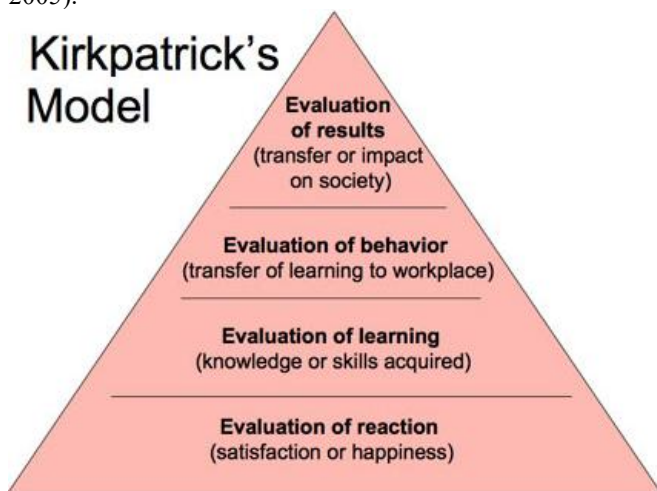 2005).
Kirkpatrick's
Model
Evaluation
of results
(transfer or impact
on society)
Evaluation of behavior
(transfer of learning to workplace)
Evaluation of learning
(knowledge or skills acquired)
Evaluation of reaction
(satisfaction or happiness)